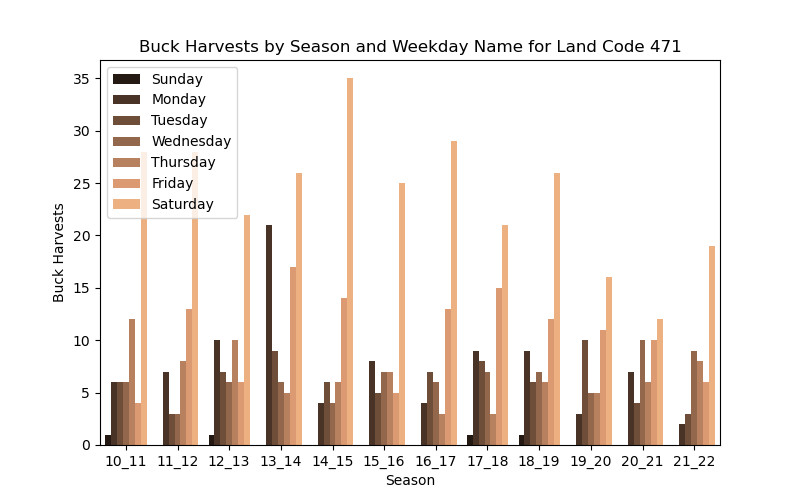 Buck Harvests by Season and Weekday Name for Land Code 471
Sunday
Monday
Tuesday
Wednesday
Thursday
Friday
Saturday
35
30
25
20
15
10
5
0
Buck Harvests
10_11 11_12 12_13 13_14 14_15 15_16 16_17 17_18 18_19 19_20 20_21 21_22
Season